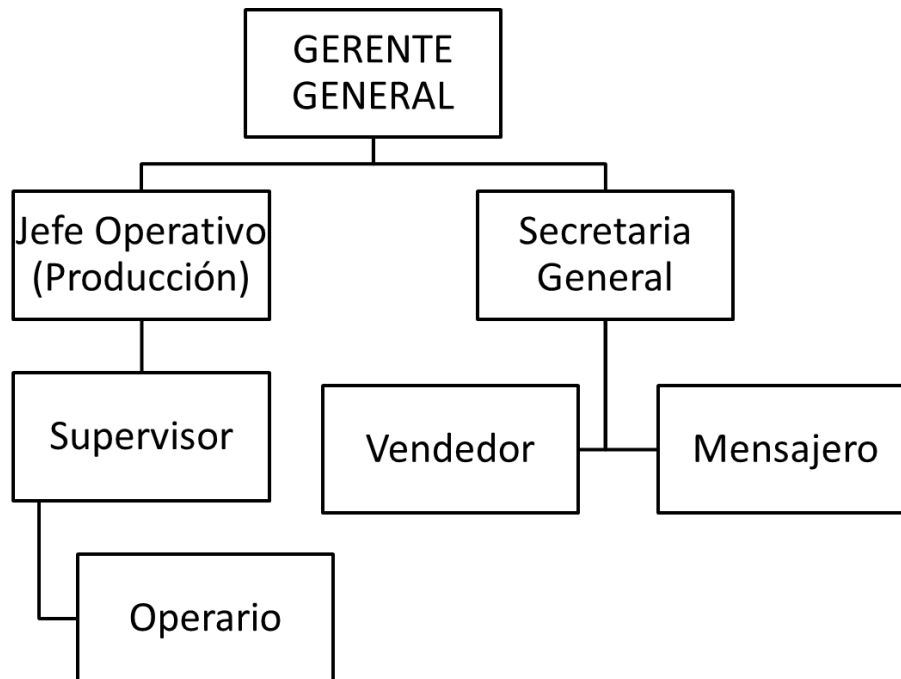 GERENTE
GENERAL
Jefe Operativo
(Producción)
Secretaria
General
Supervisor
Vendedor
Mensajero
Operario